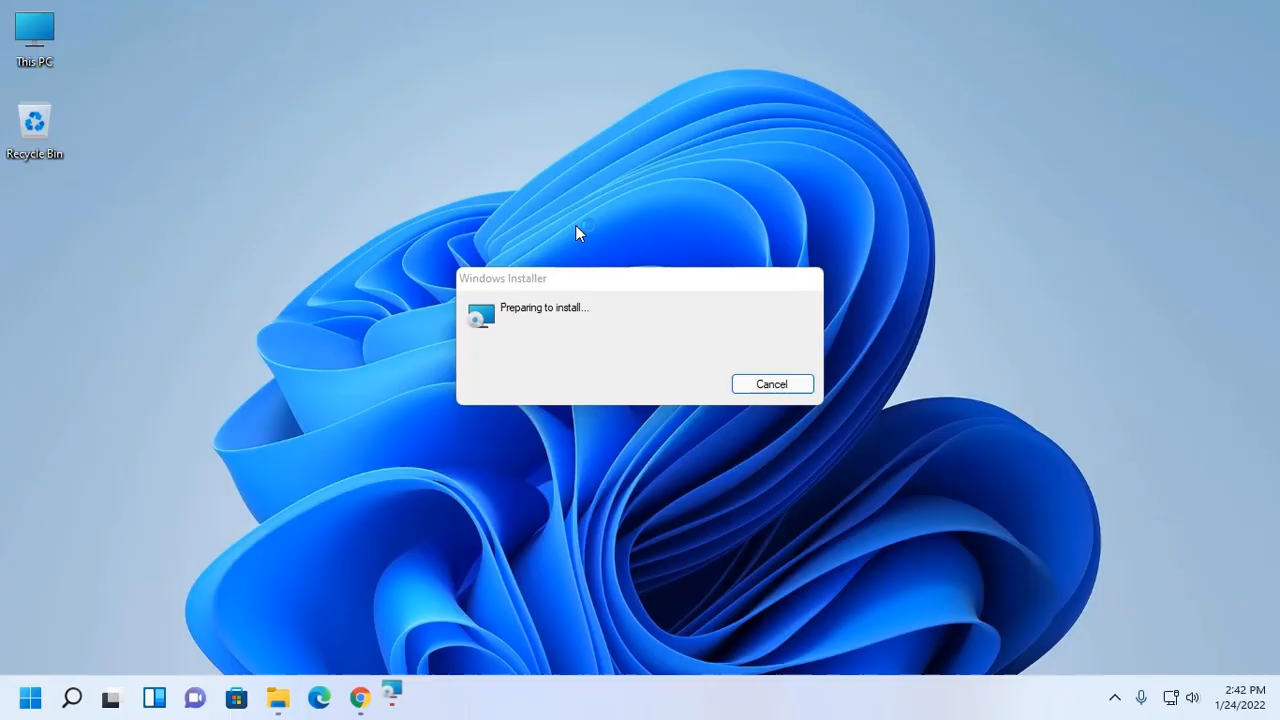 This PC
Recycle Bin
Windows Installer
Preparing to install...
Cancel
2:42 PM
1/24/2022